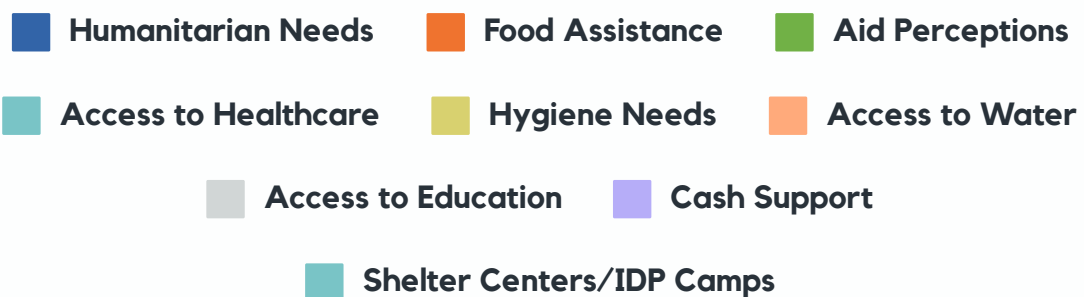 Humanitarian Needs Food Assistance Aid Perceptions
Access to Healthcare Hygiene Needs Access to Water
Access to Education Cash Support
Shelter Centers/IDP Camps